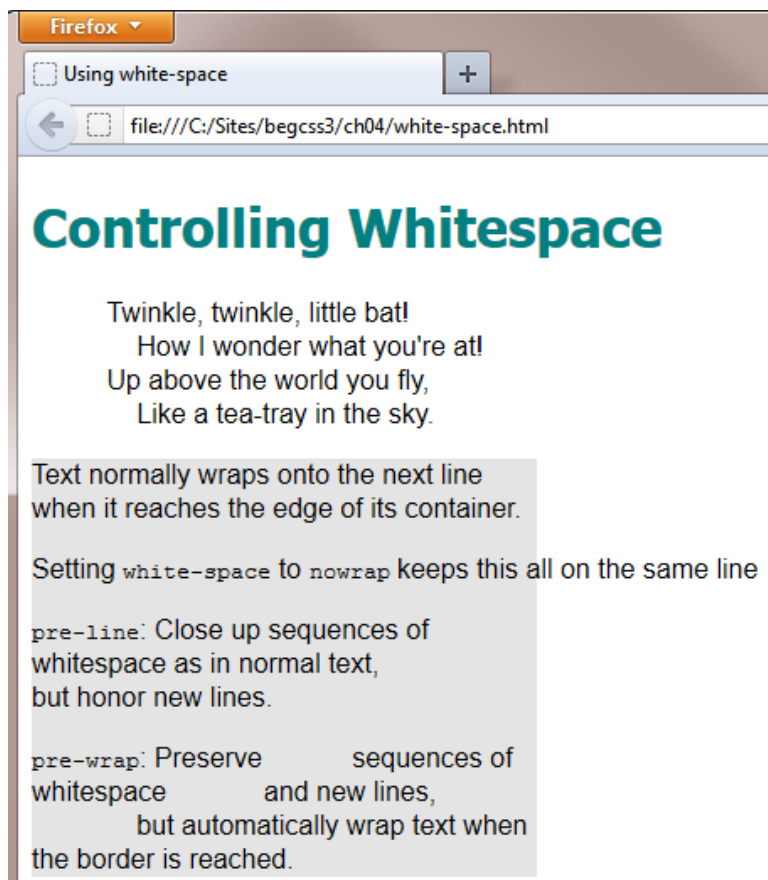 Firefox
Using white-space
file:///C:/Sites/begcss3/ch04/white-space.html
Controlling Whitespace
Twinkle, twinkle, little bat!
How I wonder what you're at!
Up above the world you fly,
Like a tea-tray in the sky.
Text normally wraps onto the next line
when it reaches the edge of its container.
Setting white-space to nowrap keeps this all on the same line
pre-line: Close up sequences of
whitespace as in normal text,
but honor new lines.
pre-wrap: Preserve      sequences of
whitespace      and new lines,
      but automatically wrap text when
the border is reached.